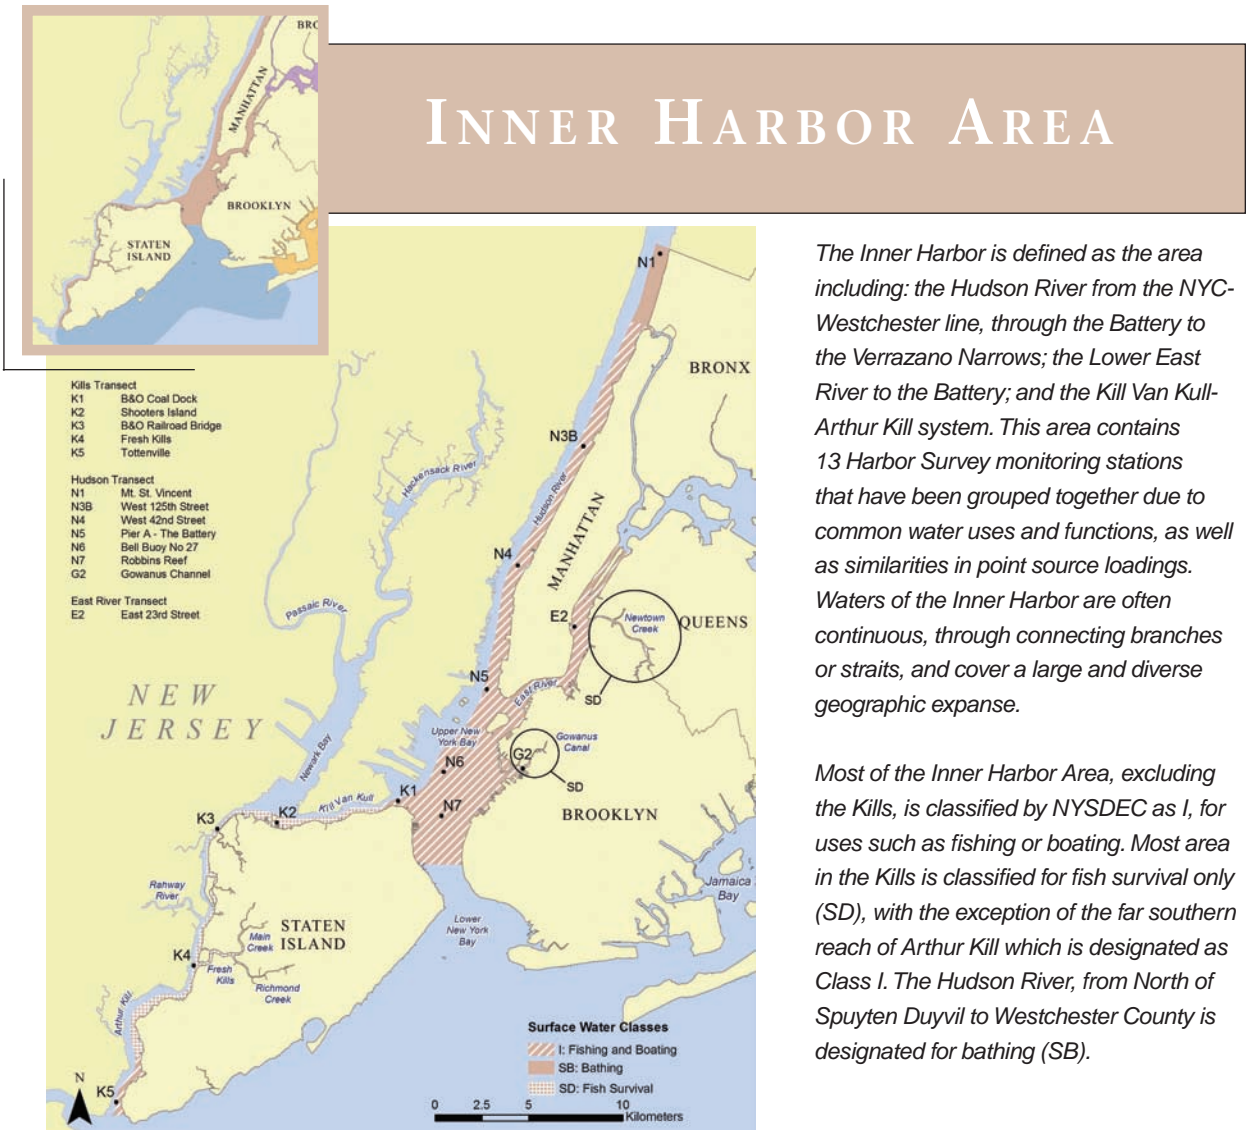 BRO
MANHATTAN
BROOKLYN
STATEN
ISLAND
INNER HARBOR AREA
Kills Transect
K1 B&O Coal Dock
K2 Shooters Island
K3 B&O Railroad Bridge
K4 Fresh Kills
K5 Tottenville
Hudson Transect
N1 Mt. St. Vincent
N3B West 125th Street
N4 West 42nd Street
N5 Pier A - The Battery
N6 Bell Buoy No 27
N7 Robbins Reef
G2 Gowanus Channel
East River Transect
E2 East 23rd Street
N1
BRONX
N3B
Hackensack River
Hudson River
MANHATTAN
N4
Passaic River
E2
Newtown
Creek
QUEENS
NEW
JERSEY
N5
East River
SD
Upper New
York Bay
Gowanus
Canal
G2
Newark Bay
N6
SD
K1
Kill Van Kull
N7
K2
K3
BROOKLYN
Rahway
River
Jamaica
Bay
STATEN
ISLAND
Lower
New York
Bay
Main
Creek
K4
Fresh
Kills
Richmond
Creek
Arthur Kill
K5
N
Surface Water Classes
I: Fishing and Boating
SB: Bathing
SD: Fish Survival
0 2.5 5 10
Kilometers
The Inner Harbor is defined as the area
including: the Hudson River from the NYC-
Westchester line, through the Battery to
the Verrazano Narrows; the Lower East
River to the Battery; and the Kill Van Kull-
Arthur Kill system. This area contains
13 Harbor Survey monitoring stations
that have been grouped together due to
common water uses and functions, as well
as similarities in point source loadings.
Waters of the Inner Harbor are often
continuous, through connecting branches
or straits, and cover a large and diverse
geographic expanse.
Most of the Inner Harbor Area, excluding
the Kills, is classified by NYSDEC as I, for
uses such as fishing or boating. Most area
in the Kills is classified for fish survival only
(SD), with the exception of the far southern
reach of Arthur Kill which is designated as
Class I. The Hudson River, from North of
Spuyten Duyvil to Westchester County is
designated for bathing (SB).